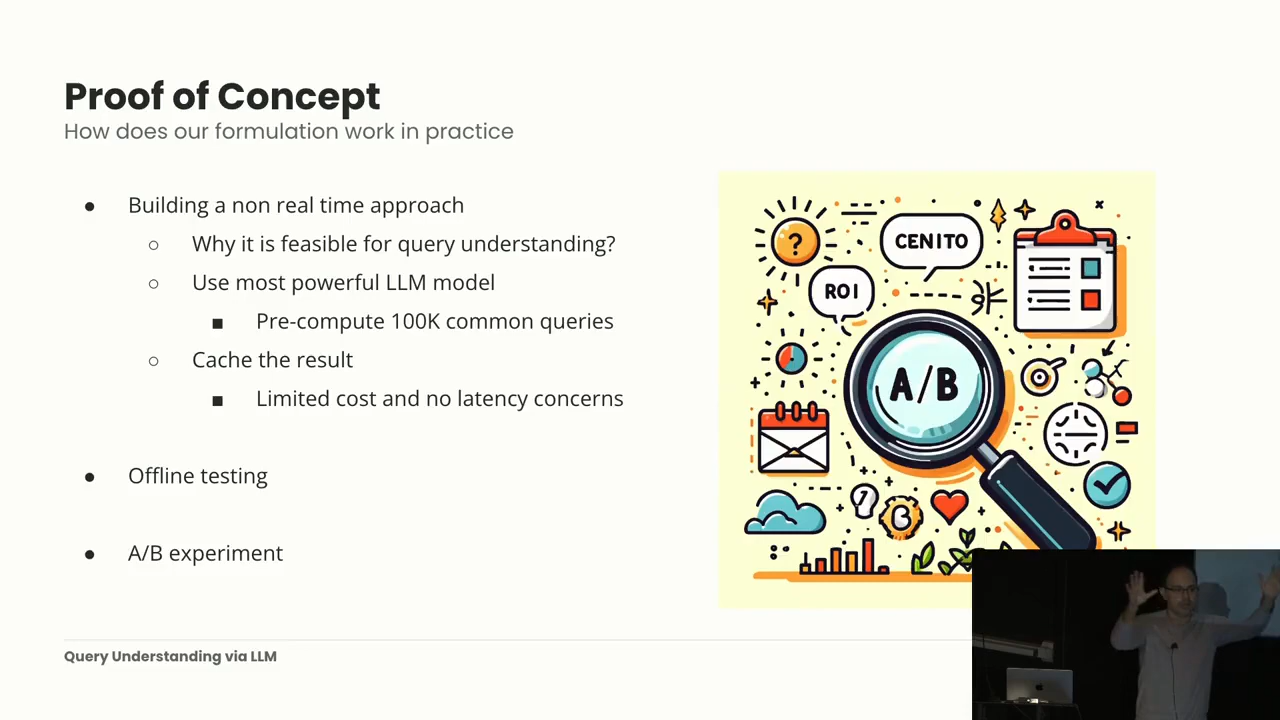 Proof of Concept
How does our formulation work in practice
● Building a non real time approach
○ Why it is feasible for query understanding?
○ Use most powerful LLM model
■ Pre-compute 100K common queries
○ Cache the result
■ Limited cost and no latency concerns
● Offline testing
● A/B experiment
?
CENITO
ROI
A/B
Query Understanding via LLM